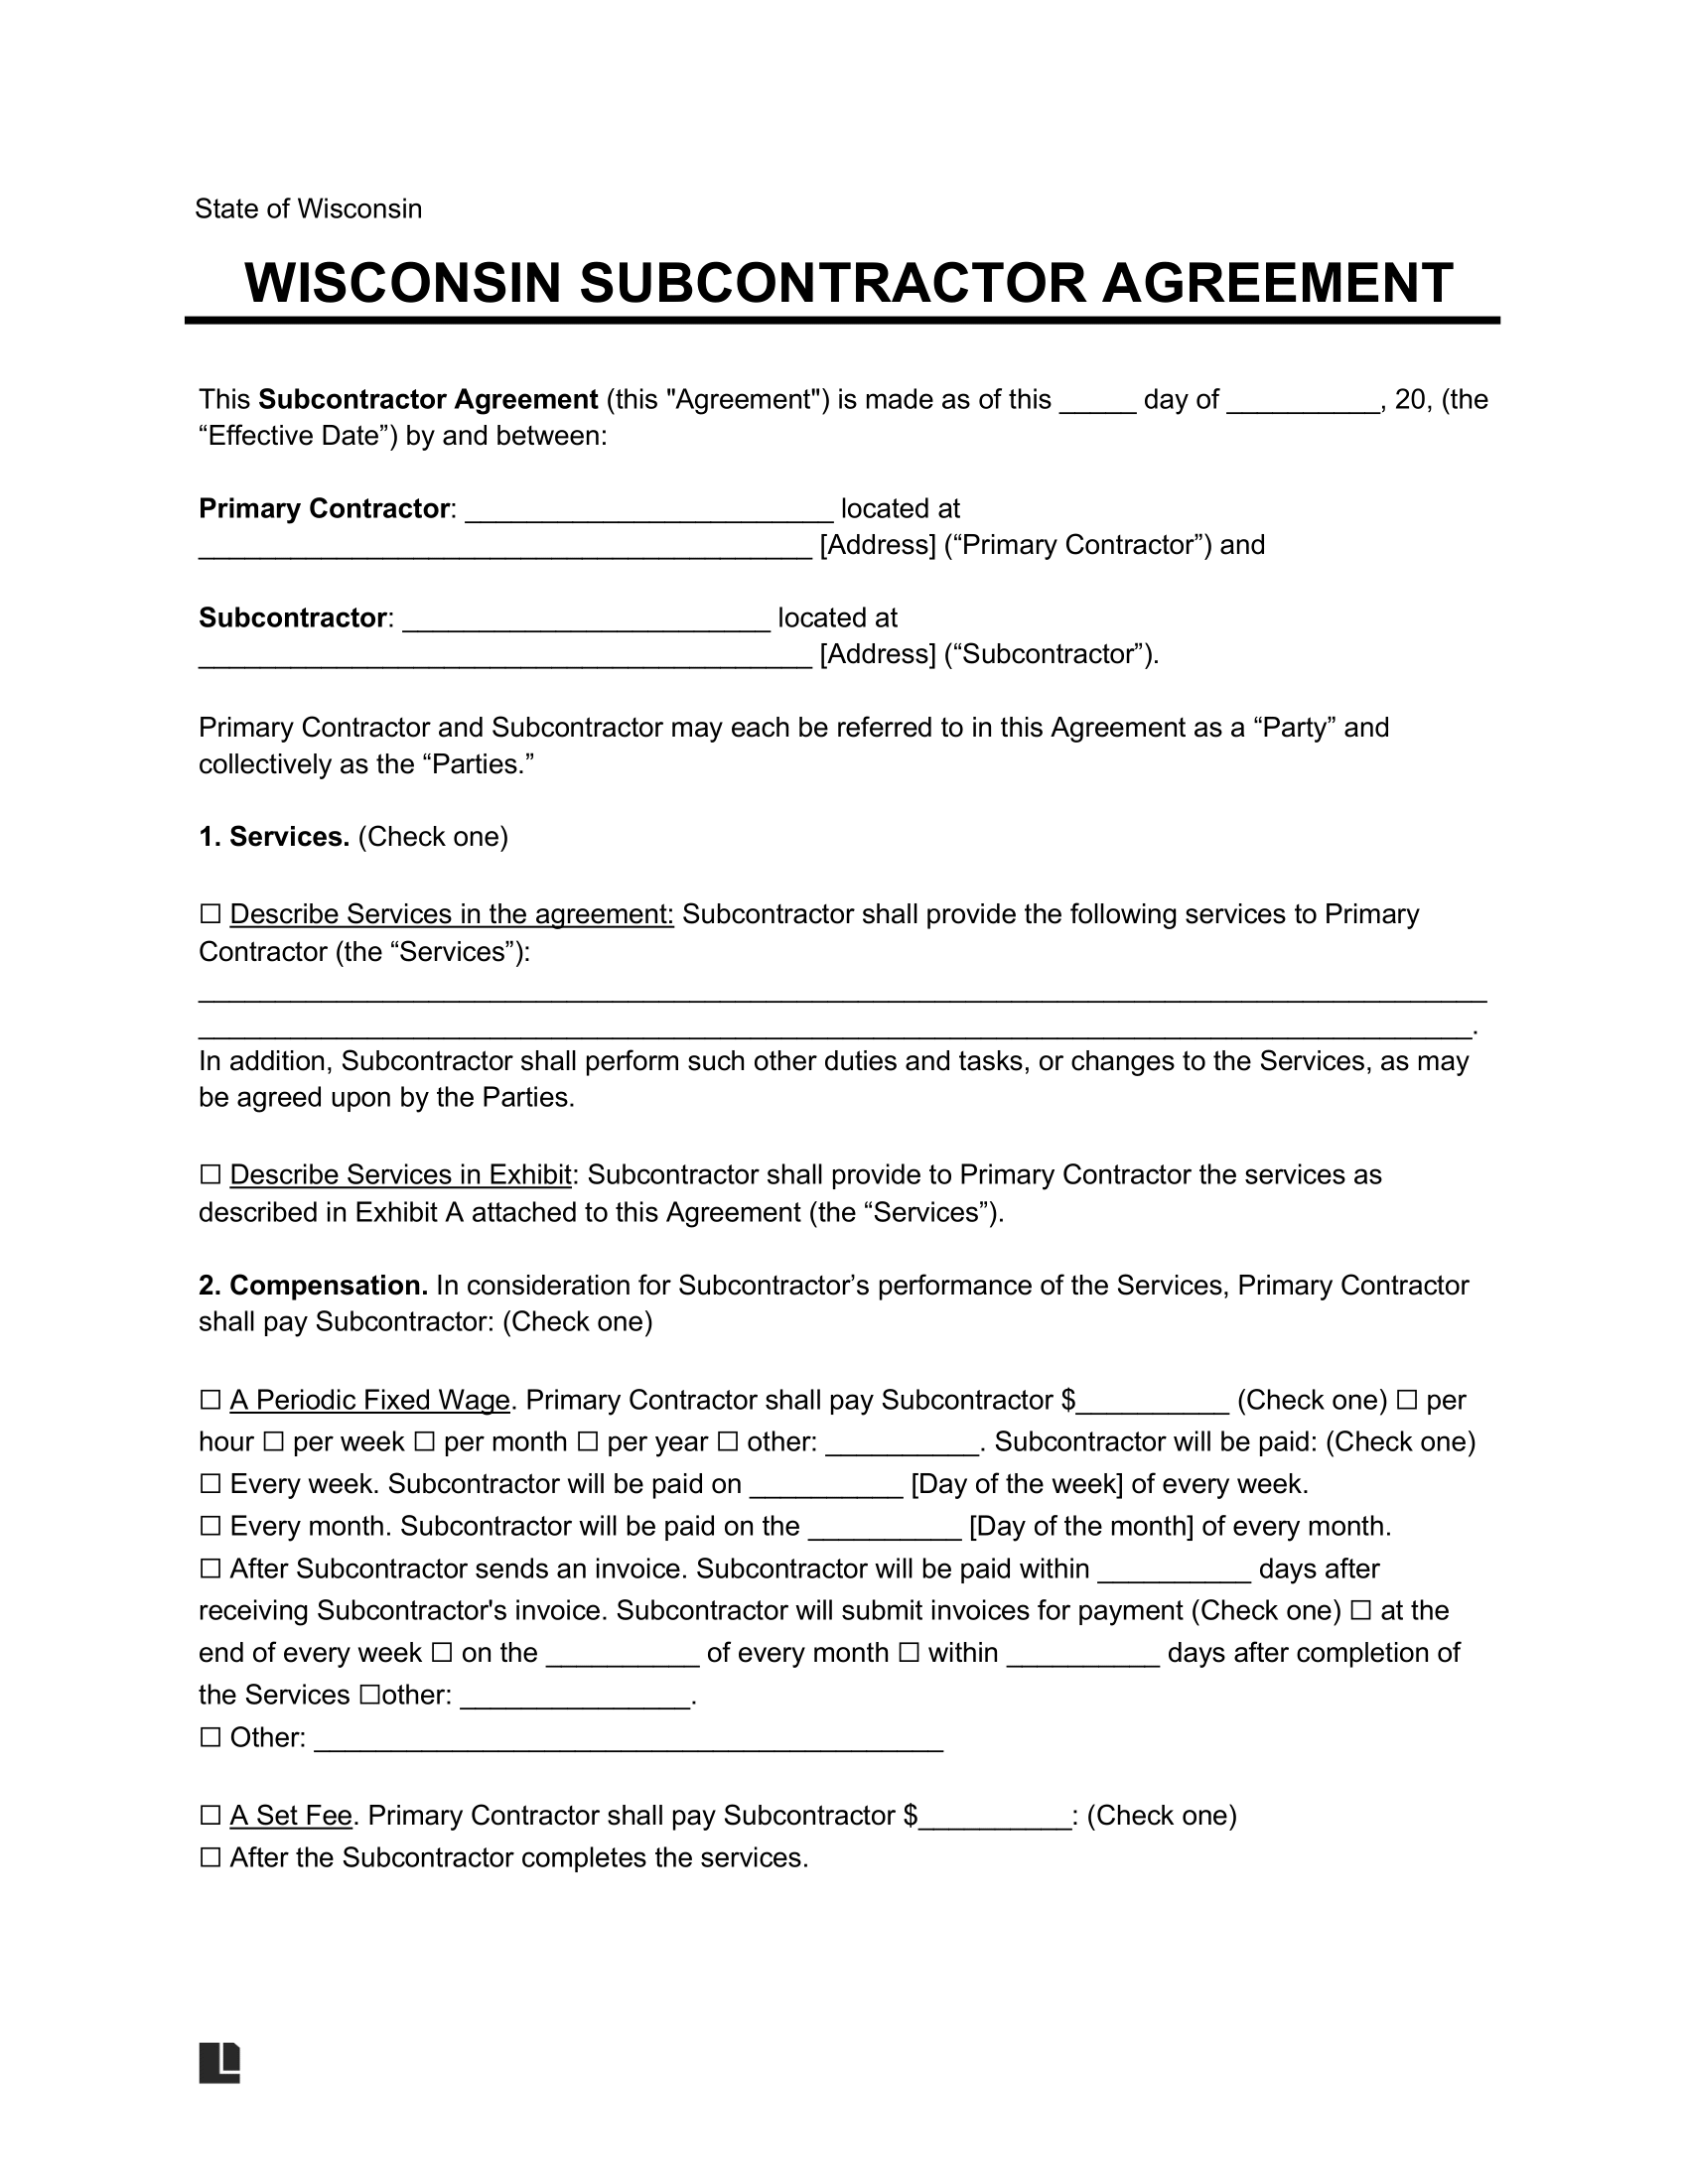 State of Wisconsin
WISCONSIN SUBCONTRACTOR AGREEMENT
This Subcontractor Agreement (this "Agreement") is made as of this _____ day of __________, 20, (the
“Effective Date”) by and between:
Primary Contractor: ________________________ located at
________________________________________ [Address] (“Primary Contractor”) and
Subcontractor: ________________________ located at
________________________________________ [Address] (“Subcontractor”).
Primary Contractor and Subcontractor may each be referred to in this Agreement as a “Party” and
collectively as the “Parties.”
1. Services. (Check one)
☐ Describe Services in the agreement: Subcontractor shall provide the following services to Primary
Contractor (the “Services”):
____________________________________________________________________________________
___________________________________________________________________________________.
In addition, Subcontractor shall perform such other duties and tasks, or changes to the Services, as may
be agreed upon by the Parties.
☐ Describe Services in Exhibit: Subcontractor shall provide to Primary Contractor the services as
described in Exhibit A attached to this Agreement (the “Services”).
2. Compensation. In consideration for Subcontractor’s performance of the Services, Primary Contractor
shall pay Subcontractor: (Check one)
☐ A Periodic Fixed Wage. Primary Contractor shall pay Subcontractor $__________ (Check one) ☐ per
hour ☐ per week ☐ per month ☐ per year ☐ other: __________. Subcontractor will be paid: (Check one)
☐ Every week. Subcontractor will be paid on __________ [Day of the week] of every week.
☐ Every month. Subcontractor will be paid on the __________ [Day of the month] of every month.
☐ After Subcontractor sends an invoice. Subcontractor will be paid within __________ days after
receiving Subcontractor's invoice. Subcontractor will submit invoices for payment (Check one) ☐ at the
end of every week ☐ on the __________ of every month ☐ within __________ days after completion of
the Services ☐other: _______________.
☐ Other: _________________________________________
☐ A Set Fee. Primary Contractor shall pay Subcontractor $__________: (Check one)
☐ After the Subcontractor completes the services.